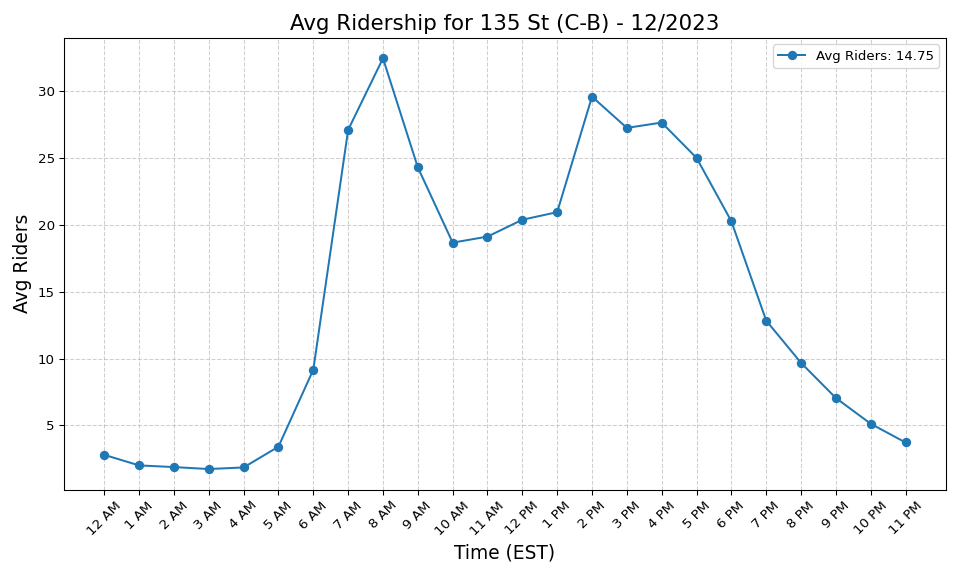 Avg Ridership for 135 St (C-B) - 12/2023
Avg Riders: 14.75
Avg Riders
30
25
20
15
10
5
12 AM
1 AM
2 AM
3 AM
4 AM
5 AM
6 AM
7 AM
8 AM
9 AM
10 AM
11 AM
12 PM
1 PM
2 PM
3 PM
4 PM
5 PM
6 PM
7 PM
8 PM
9 PM
10 PM
11 PM
Time (EST)